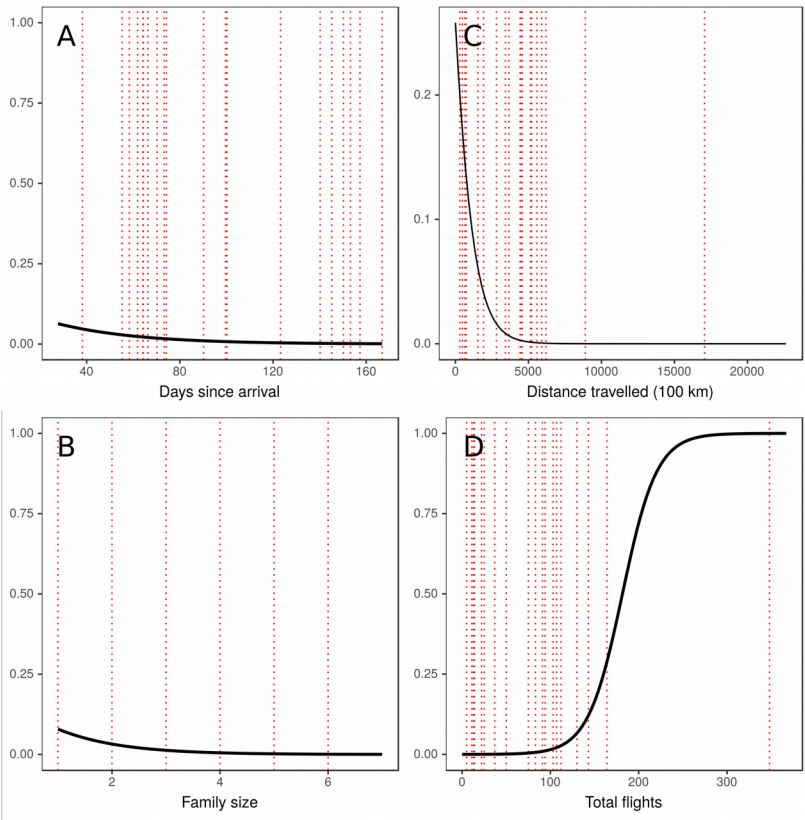 A
1.00
0.75
0.50
0.25
0.00
40 80 120 160
Days since arrival
C
0.2
0.1
0.0
0 5000 10000 15000 20000
Distance travelled (100 km)
B
1.00
0.75
0.50
0.25
0.00
2 4 6
Family size
D
1.00
0.75
0.50
0.25
0.00
0 100 200 300
Total flights